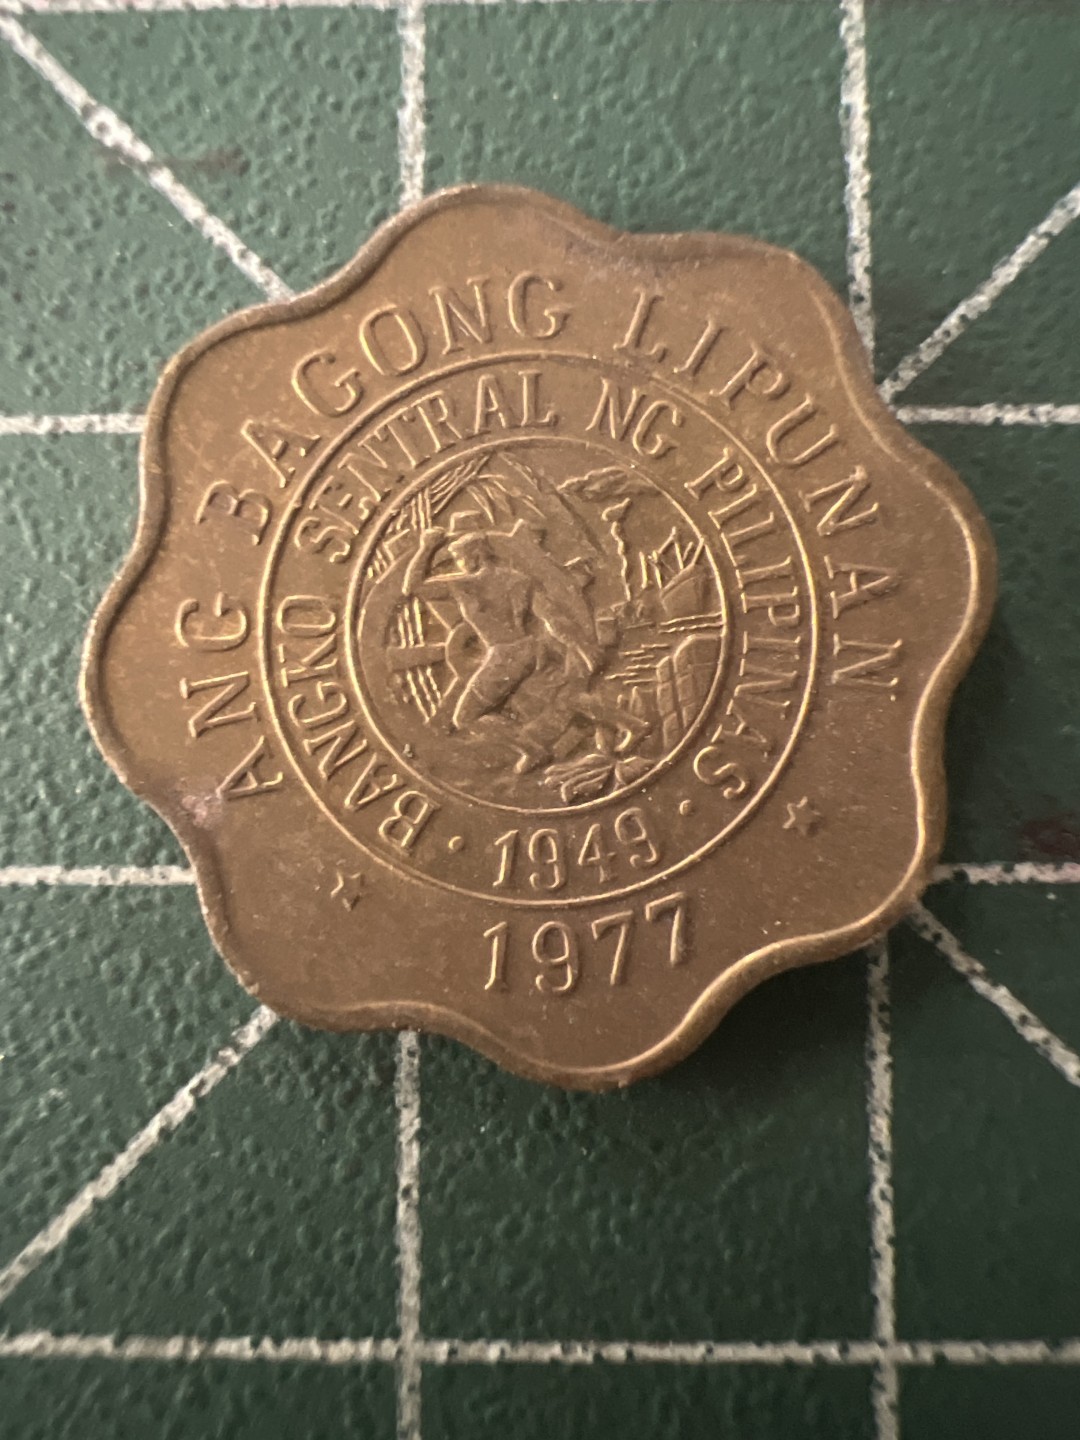 ANG BAGONG LIPUNAN
BANGKO SENTRAL NG PILIPINAS
· 1949 ·
1977